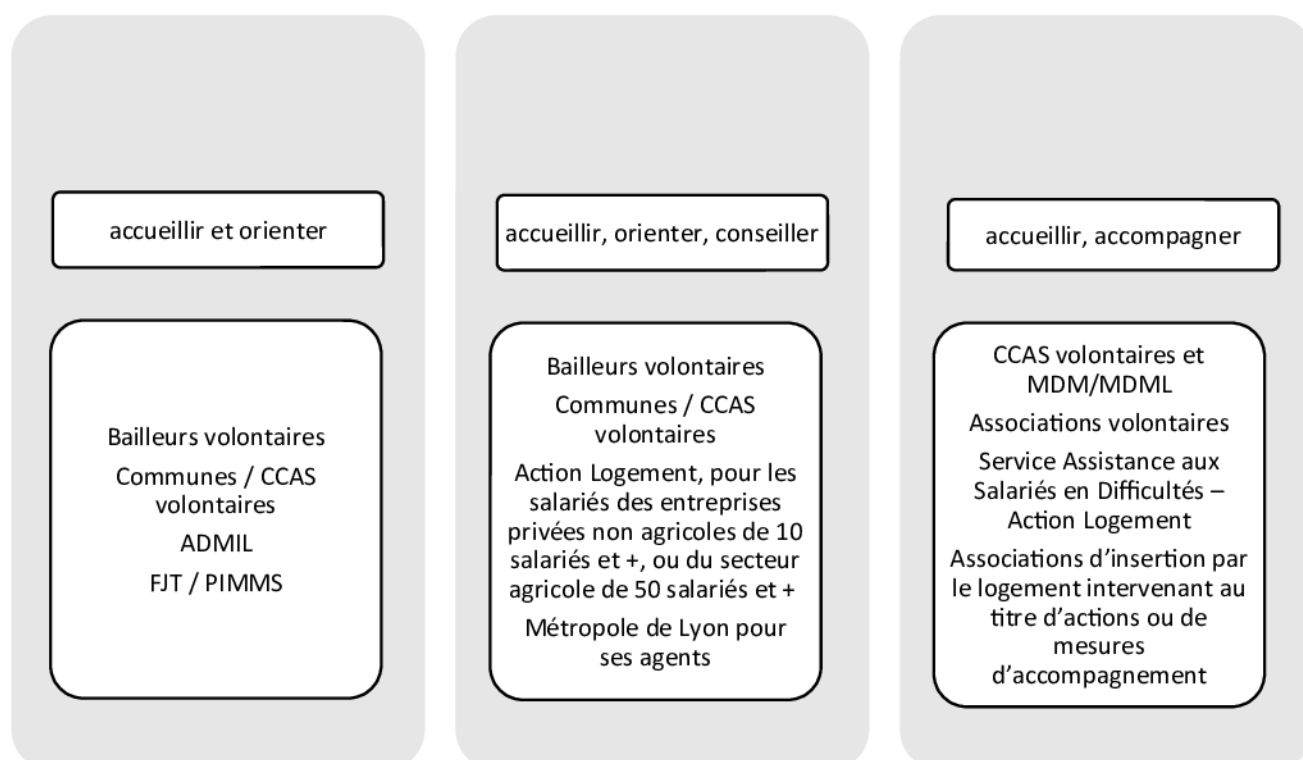 accueillir et orienter
Bailleurs volontaires
Communes / CCAS
volontaires
ADMIL
FJT / PIMMS
accueillir, orienter, conseiller
Bailleurs volontaires
Communes / CCAS
volontaires
Action Logement, pour les
salariés des entreprises
privées non agricoles de 10
salariés et +, ou du secteur
agricole de 50 salariés et +
Métropole de Lyon pour
ses agents
accueillir, accompagner
CCAS volontaires et
MDM/MDML
Associations volontaires
Service Assistance aux
Salariés en Difficultés –
Action Logement
Associations d’insertion par
le logement intervenant au
titre d’actions ou de
mesures
d’accompagnement